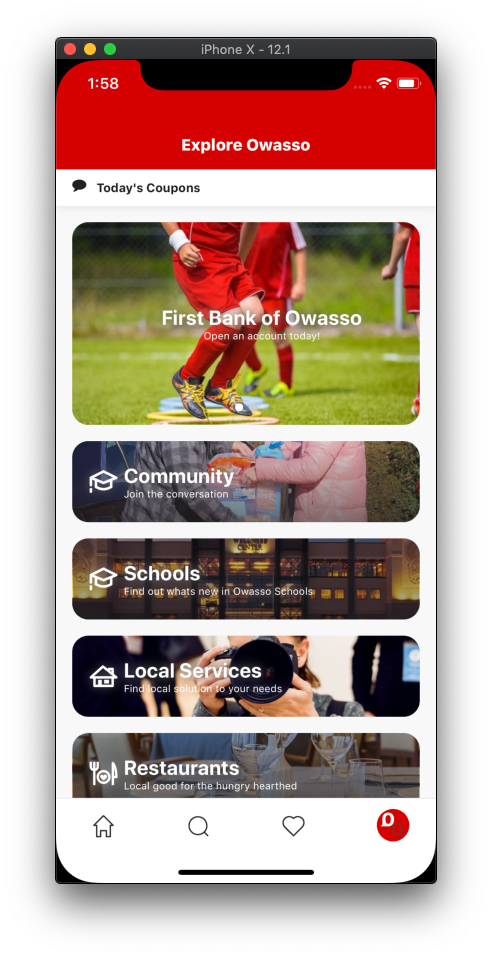 iPhone X - 12.1
1:58
Explore Owasso
Today's Coupons
First Bank of Owasso
Open an account today!
Community
Join the conversation
Schools
Find out whats new in Owasso Schools
WELLNESS
CENTER
Local Services
Find local solution to your needs
Restaurants
Local good for the hungry hearthed